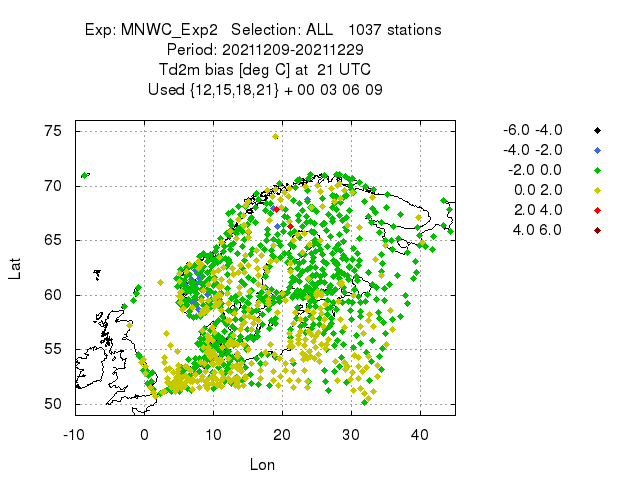 Exp: MNWC_Exp2 Selection: ALL 1037 stations
Period: 20211209-20211229
Td2m bias [deg C] at 21 UTC
Used {12,15,18,21} + 00 03 06 09
75
70
65
60
55
50
Lat
-10 0 10 20 30 40
Lon
-6.0 -4.0
-4.0 -2.0
-2.0 0.0
0.0 2.0
2.0 4.0
4.0 6.0